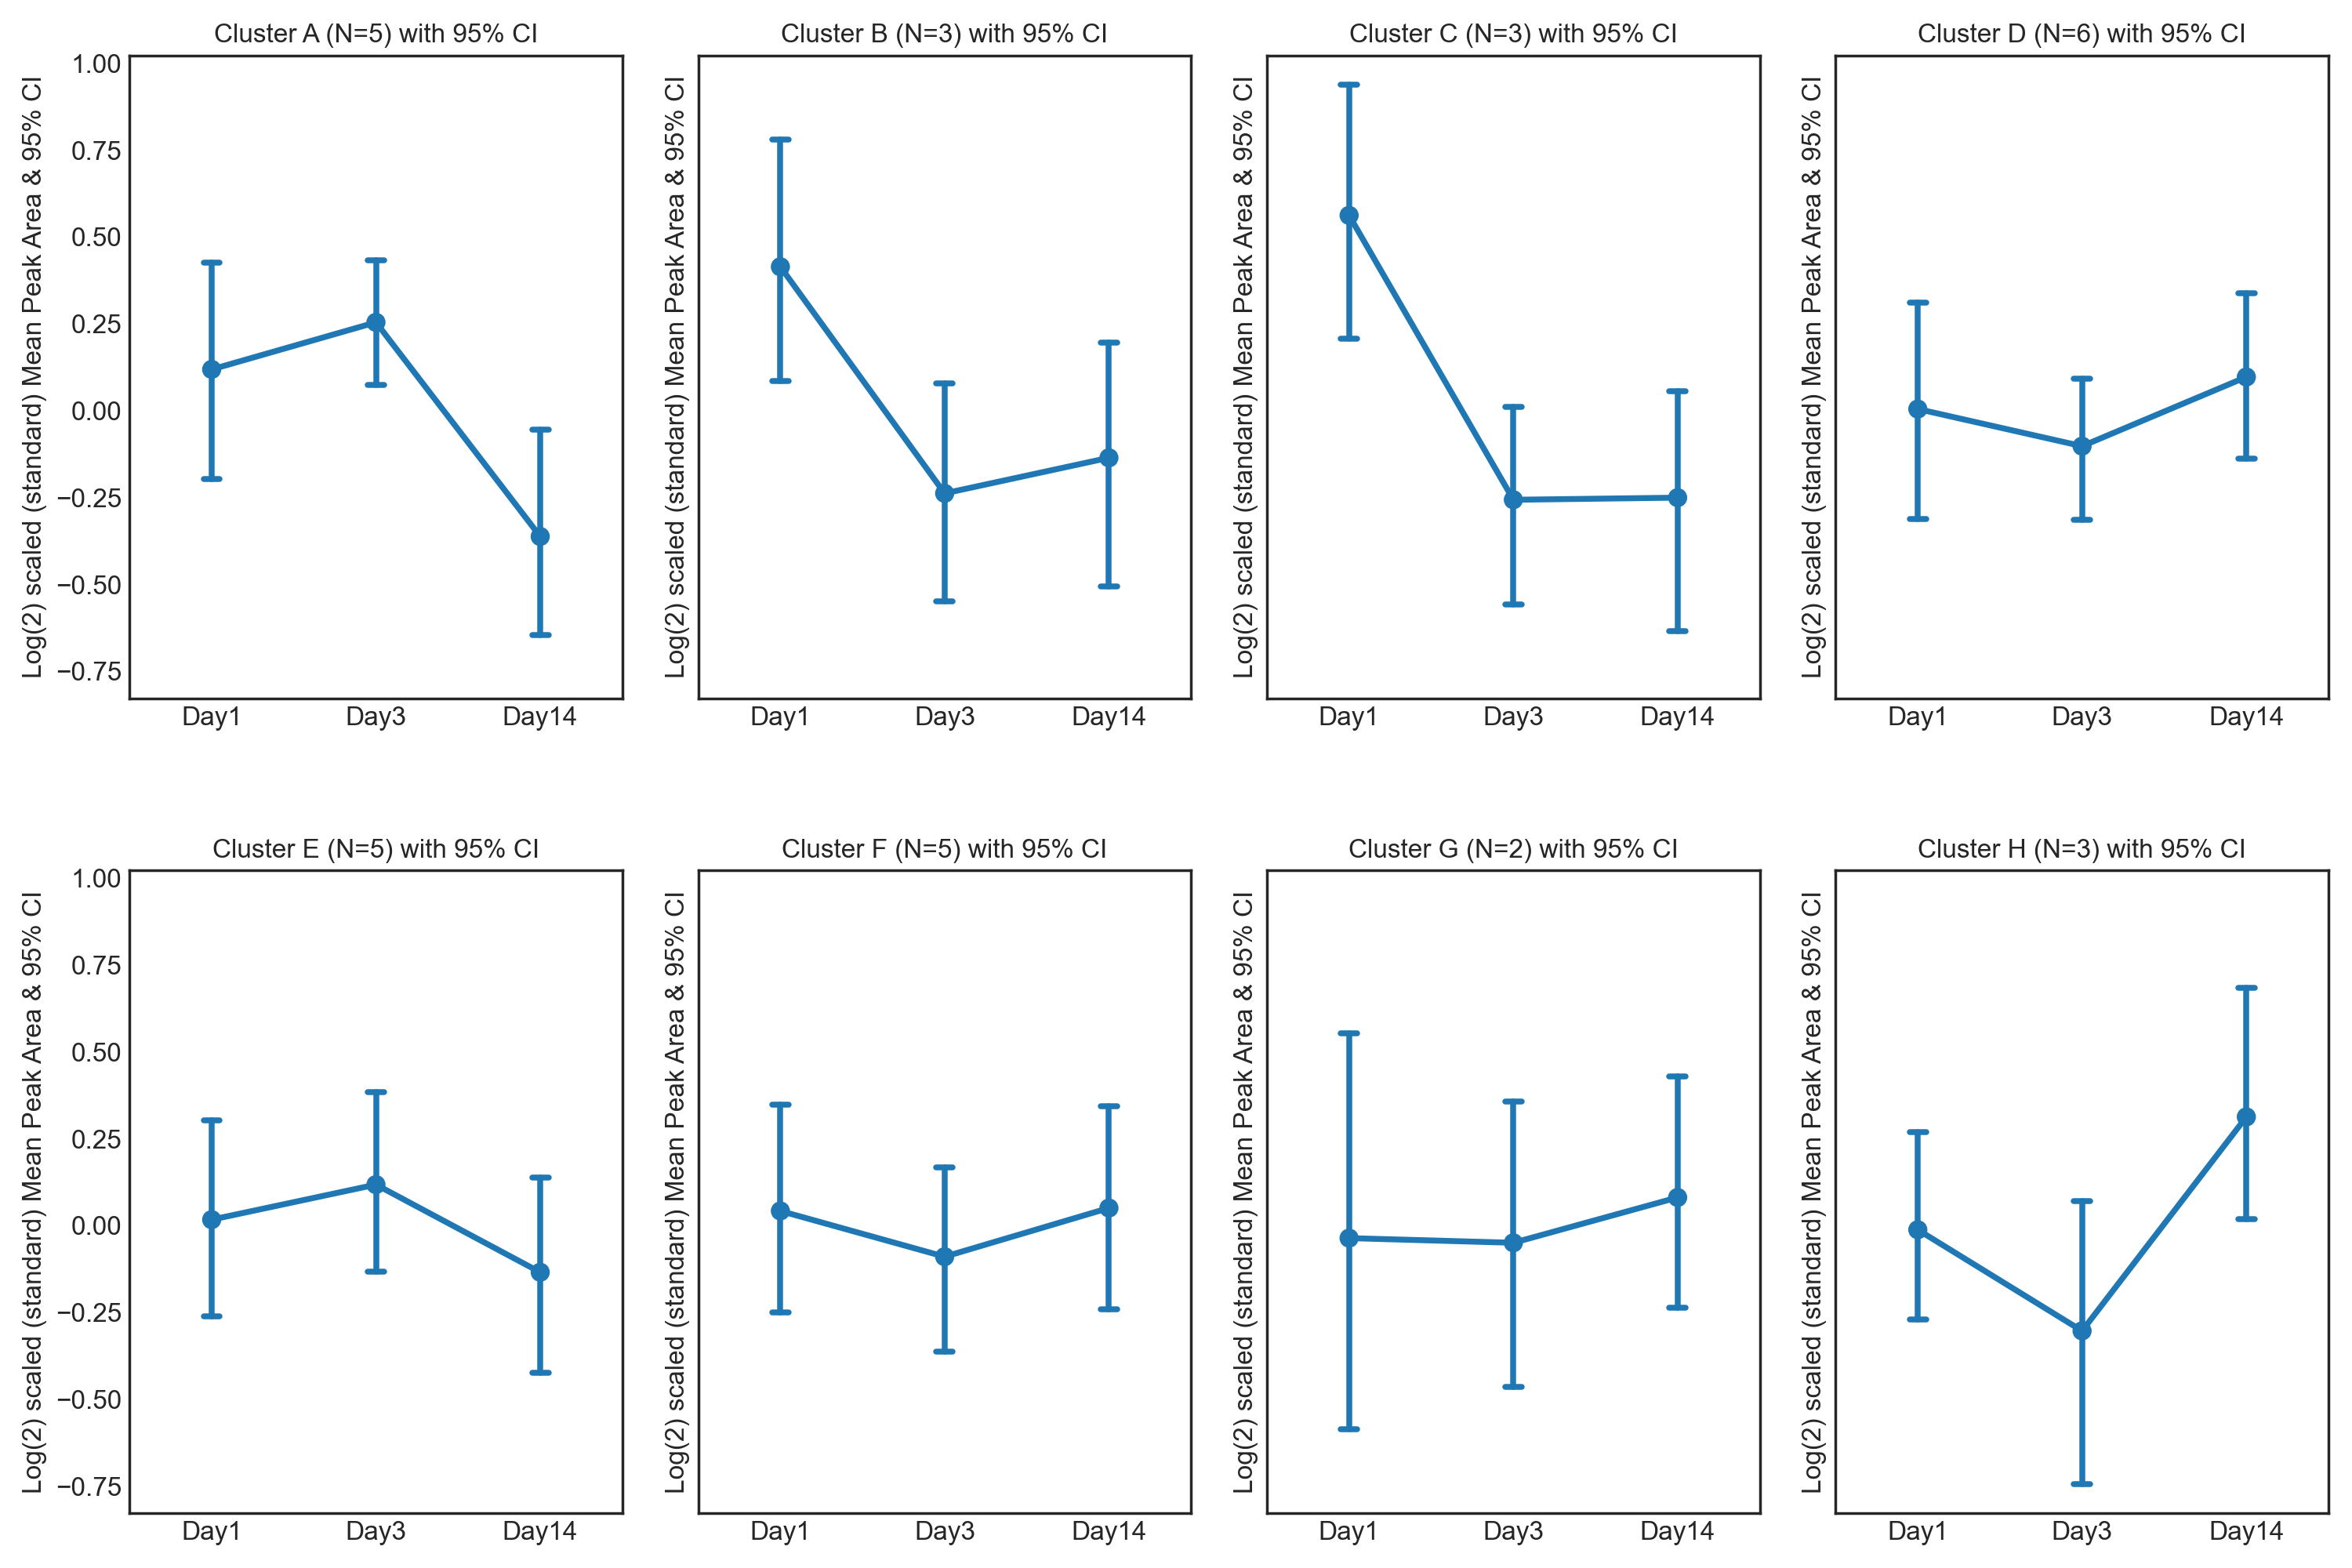 Cluster A (N=5) with 95% CI
Log(2) scaled (standard) Mean Peak Area & 95% CI
1.00
0.75
0.50
0.25
0.00
−0.25
−0.50
−0.75
Day1 Day3 Day14
Cluster B (N=3) with 95% CI
Log(2) scaled (standard) Mean Peak Area & 95% CI
Day1 Day3 Day14
Cluster C (N=3) with 95% CI
Log(2) scaled (standard) Mean Peak Area & 95% CI
Day1 Day3 Day14
Cluster D (N=6) with 95% CI
Log(2) scaled (standard) Mean Peak Area & 95% CI
Day1 Day3 Day14
Cluster E (N=5) with 95% CI
Log(2) scaled (standard) Mean Peak Area & 95% CI
1.00
0.75
0.50
0.25
0.00
−0.25
−0.50
−0.75
Day1 Day3 Day14
Cluster F (N=5) with 95% CI
Log(2) scaled (standard) Mean Peak Area & 95% CI
Day1 Day3 Day14
Cluster G (N=2) with 95% CI
Log(2) scaled (standard) Mean Peak Area & 95% CI
Day1 Day3 Day14
Cluster H (N=3) with 95% CI
Log(2) scaled (standard) Mean Peak Area & 95% CI
Day1 Day3 Day14